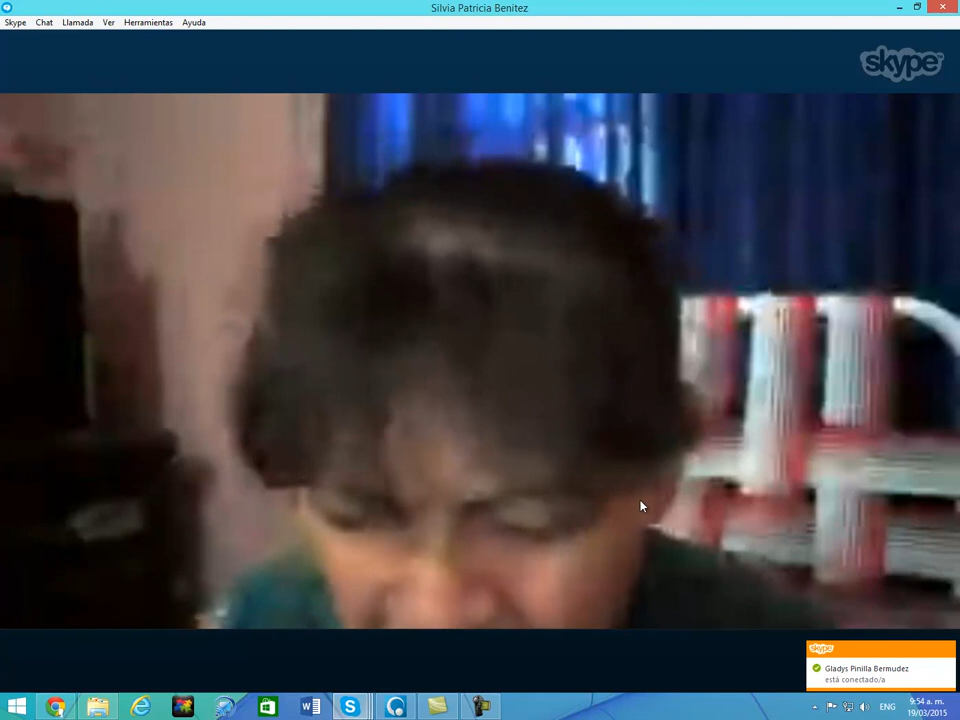 Silvia Patricia Benitez
Skype Chat Llamada Ver Herramientas Ayuda
skype™
skype
Gladys Pinilla Bermudez
está conectado/a
ENG
9:54 a. m.
19/03/2015